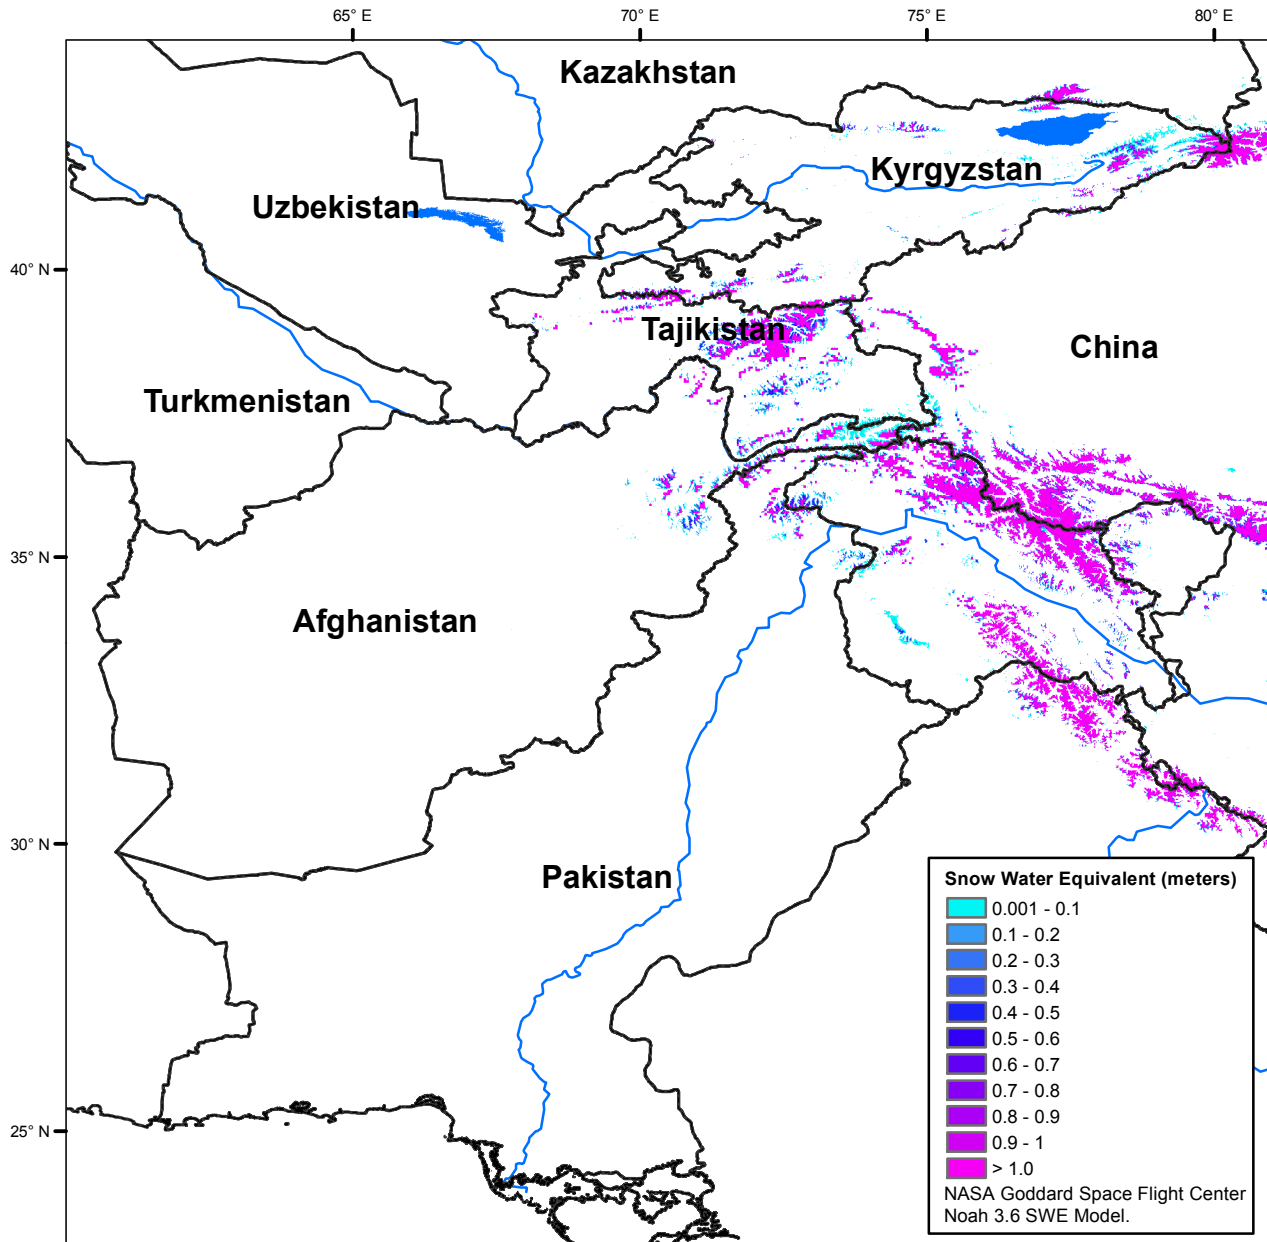 65° E
70° E
75° E
80° E
Kazakhstan
Kyrgyzstan
Uzbekistan
40° N
Tajikistan
China
Turkmenistan
35° N
Afghanistan
30° N
Pakistan
25° N
Snow Water Equivalent (meters)
0.001 - 0.1
0.1 - 0.2
0.2 - 0.3
0.3 - 0.4
0.4 - 0.5
0.5 - 0.6
0.6 - 0.7
0.7 - 0.8
0.8 - 0.9
0.9 - 1
> 1.0
NASA Goddard Space Flight Center
Noah 3.6 SWE Model.